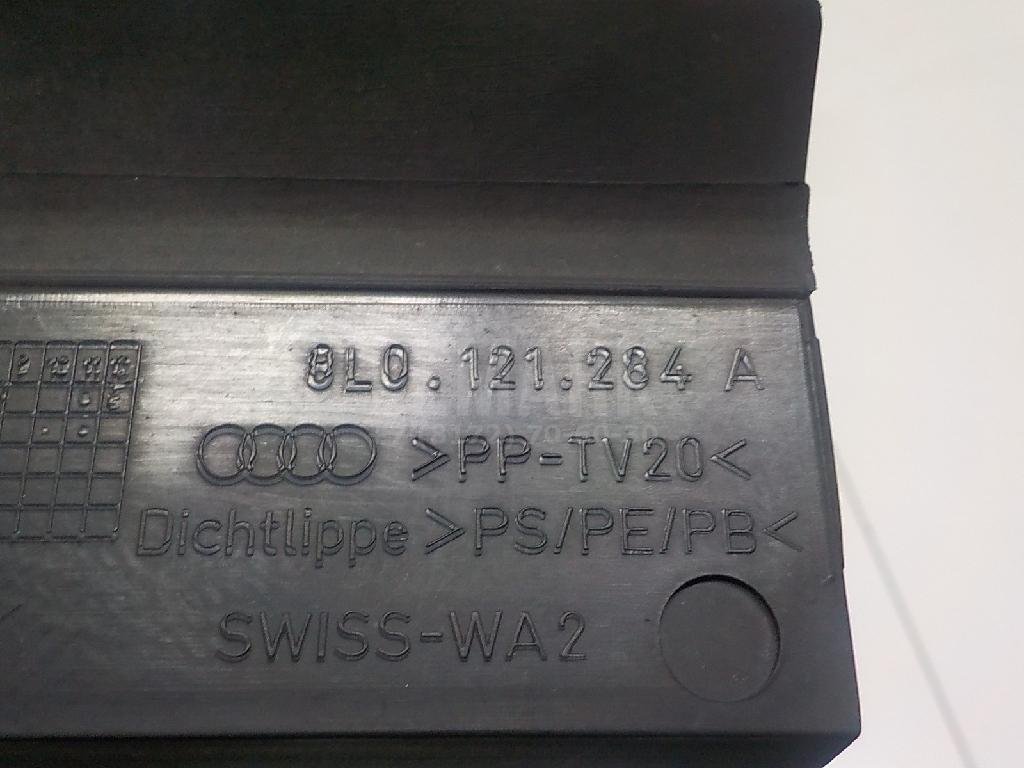 8L0.121.284 A
>PP-TV20<
Dichtlippe >PS/PE/PB<
SWISS-WA2